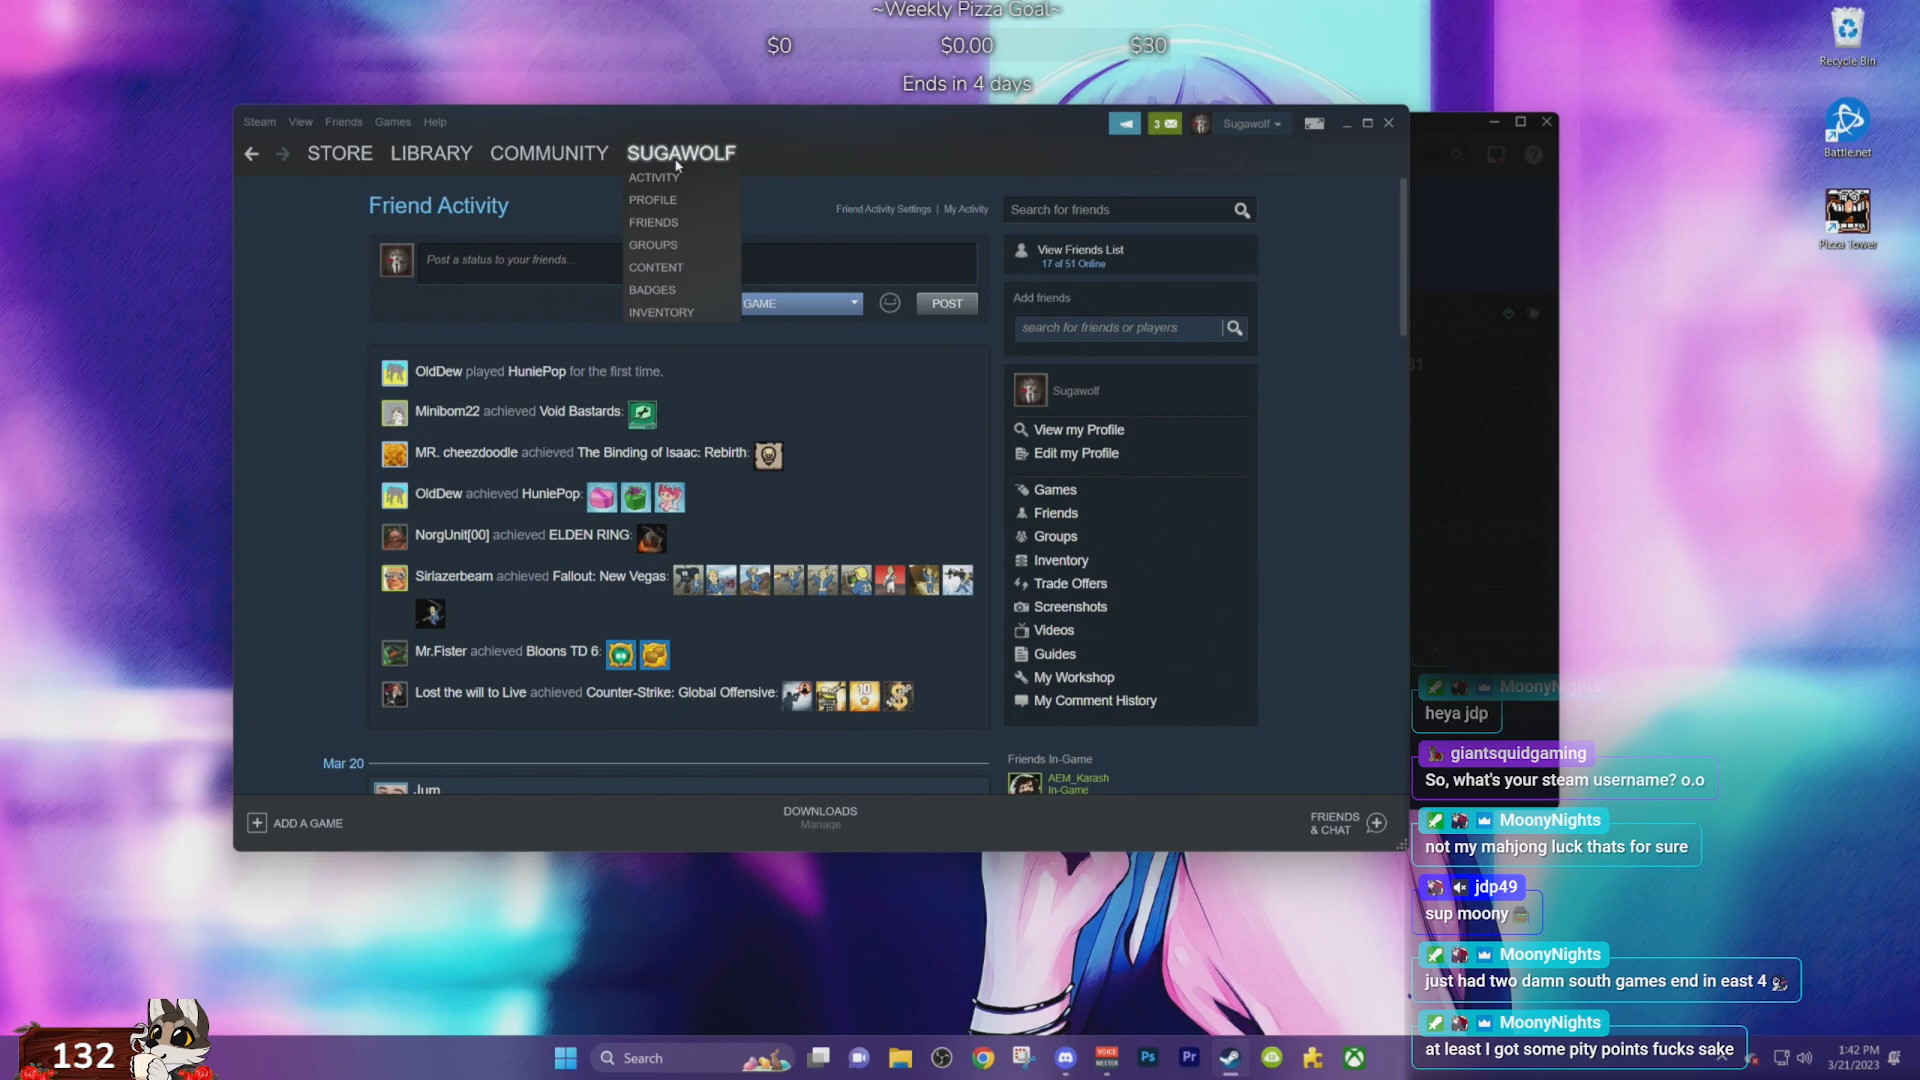 ~Weekly Pizza Goal~
$0
$0.00
$30
Ends in 4 days
Recycle Bin
Battle.net
Pizza Tower
Steam
View
Friends
Games
Help
3
Sugawolf
STORE
LIBRARY
COMMUNITY
SUGAWOLF
ACTIVITY
PROFILE
FRIENDS
GROUPS
CONTENT
BADGES
INVENTORY
Friend Activity
Friend Activity Settings | My Activity
Post a status to your friends...
GAME
POST
OldDew played HuniePop for the first time.
Minibom22 achieved Void Bastards:
MR. cheezdoodle achieved The Binding of Isaac: Rebirth:
OldDew achieved HuniePop:
NorgUnit[00] achieved ELDEN RING:
Sirlazerbeam achieved Fallout: New Vegas:
Mr.Fister achieved Bloons TD 6:
Lost the will to Live achieved Counter-Strike: Global Offensive:
10
Mar 20
Jum
Search for friends
View Friends List
17 of 51 Online
Add friends
search for friends or players
Sugawolf
View my Profile
Edit my Profile
Games
Friends
Groups
Inventory
Trade Offers
Screenshots
Videos
Guides
My Workshop
My Comment History
Friends In-Game
AEM_Karash
In-Game
ADD A GAME
DOWNLOADS
Manage
FRIENDS
& CHAT
31
MoonyNights
heya jdp
giantsquidgaming
So, what's your steam username? o.o
MoonyNights
not my mahjong luck thats for sure
jdp49
sup moony
MoonyNights
just had two damn south games end in east 4
MoonyNights
at least I got some pity points fucks sake
132
Search
VOICE
MEETER
Ps
Pr
1:42 PM
3/21/2023